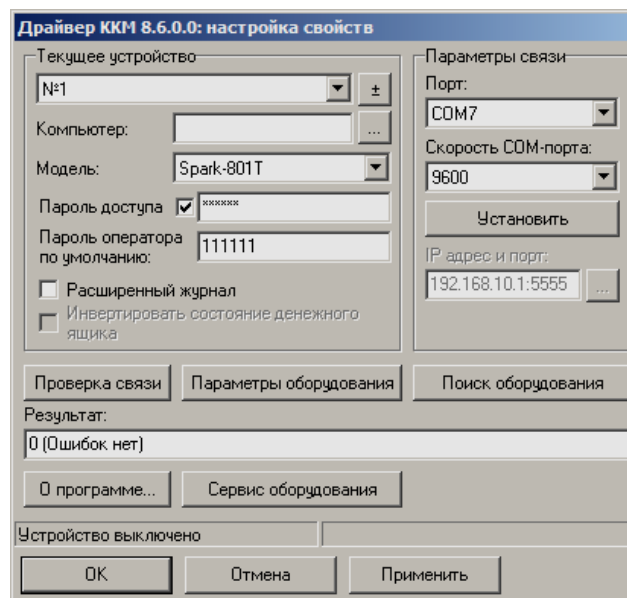 Драйвер ККМ 8.6.0.0: настройка свойств
Текущее устройство
№1
±
Компьютер:
...
Модель:
Spark-801T
Пароль доступа
******
Пароль оператора
по умолчанию:
111111
Расширенный журнал
Инвертировать состояние денежного
ящика
Параметры связи
Порт:
COM7
Скорость COM-порта:
9600
Установить
IP адрес и порт:
192.168.10.1:5555
...
Проверка связи
Параметры оборудования
Поиск оборудования
Результат:
0 (Ошибок нет)
О программе...
Сервис оборудования
Устройство выключено
OK
Отмена
Применить